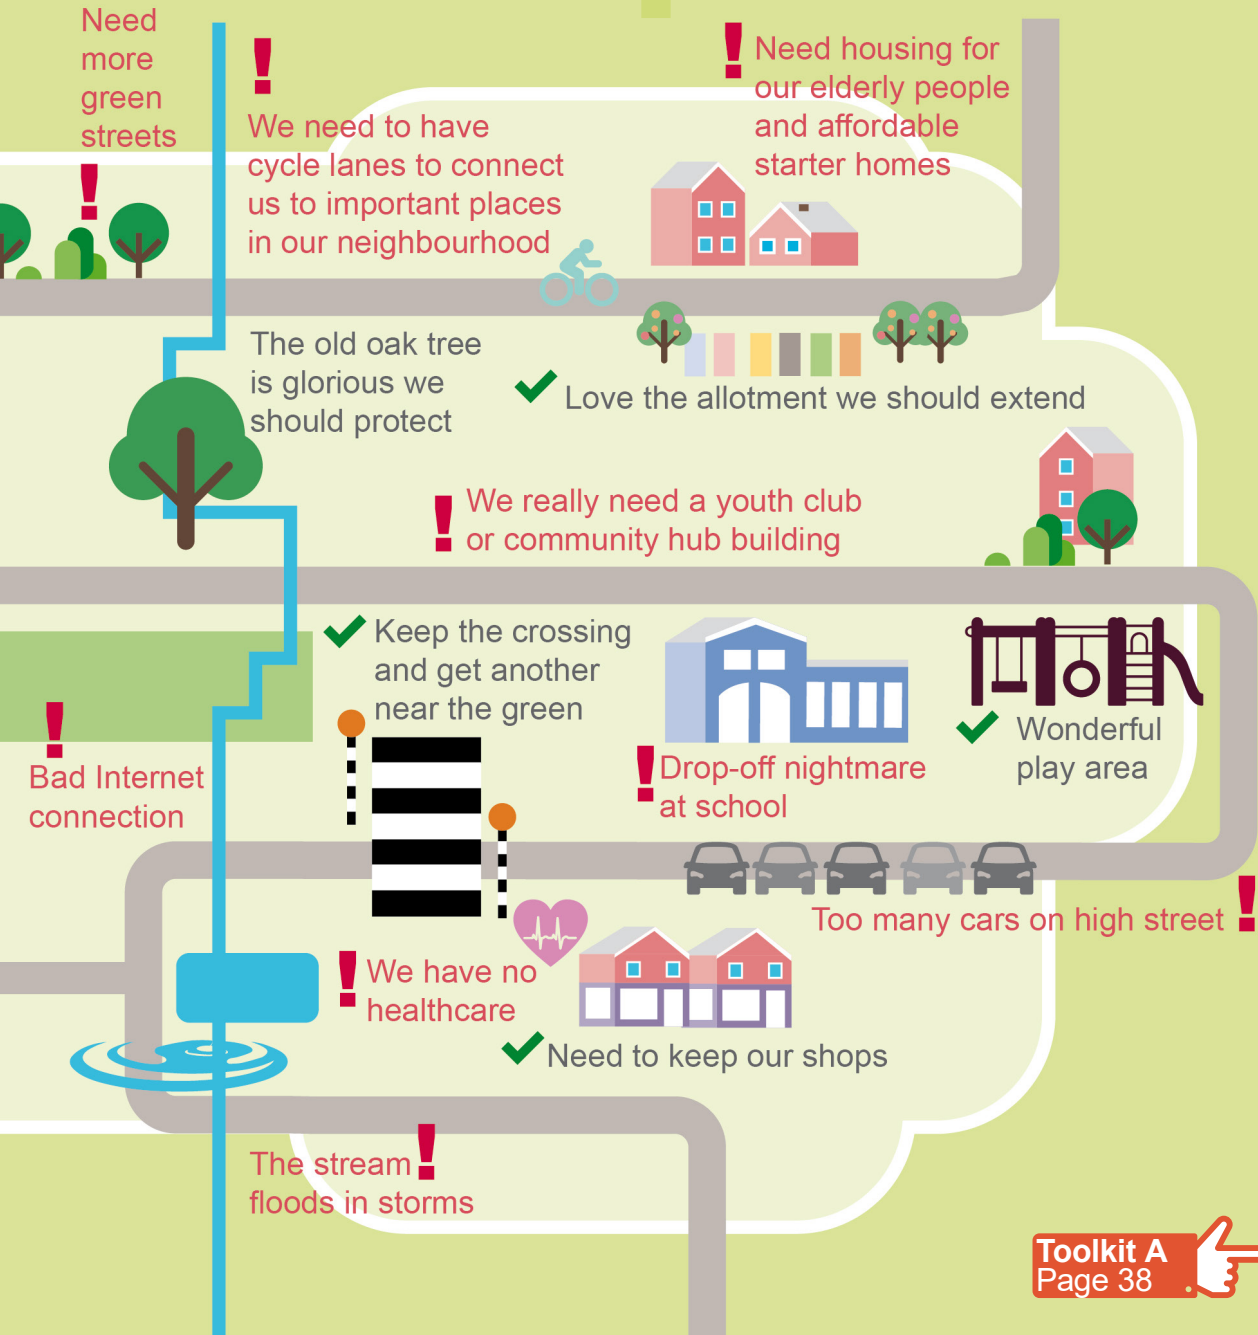 Need
more
green
streets
We need to have
cycle lanes to connect
us to important places
in our neighbourhood
Need housing for
our elderly people
and affordable
starter homes
The old oak tree
is glorious we
should protect
Love the allotment we should extend
We really need a youth club
or community hub building
Keep the crossing
and get another
near the green
Wonderful
play area
Bad Internet
connection
Drop-off nightmare
at school
Too many cars on high street
We have no
healthcare
Need to keep our shops
The stream
floods in storms
Toolkit A
Page 38